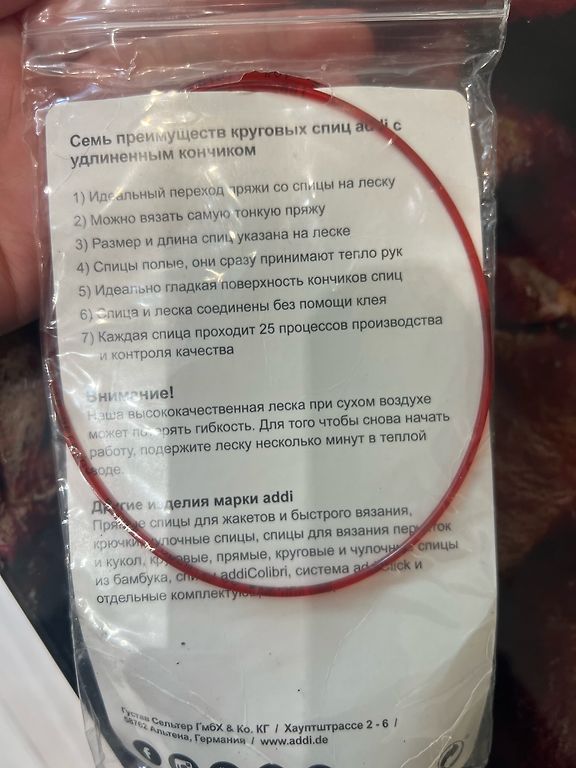 Семь преимуществ круговых спиц addi с
удлиненным кончиком
1) Идеальный переход пряжи со спицы на леску
2) Можно вязать самую тонкую пряжу
3) Размер и длина спиц указана на леске
4) Спицы полые, они сразу принимают тепло рук
5) Идеально гладкая поверхность кончиков спиц
6) Спица и леска соединены без помощи клея
7) Каждая спица проходит 25 процессов производства
и контроля качества
Внимание!
Наша высококачественная леска при сухом воздухе
может потерять гибкость. Для того чтобы снова начать
работу, подержите леску несколько минут в теплой
воде.
Другие изделия марки addi
Прямые спицы для жакетов и быстрого вязания,
крючки, чулочные спицы, спицы для вязания перчаток
и кукол, круговые, прямые, круговые и чулочные спицы
из бамбука, спицы addiColibri, система addiClick и
отдельные
Густав Сельтер ГмбХ & Ко. КГ / Хауптштрассе 2 - 6 /
58762 Альтена, Германия / www.addi.de